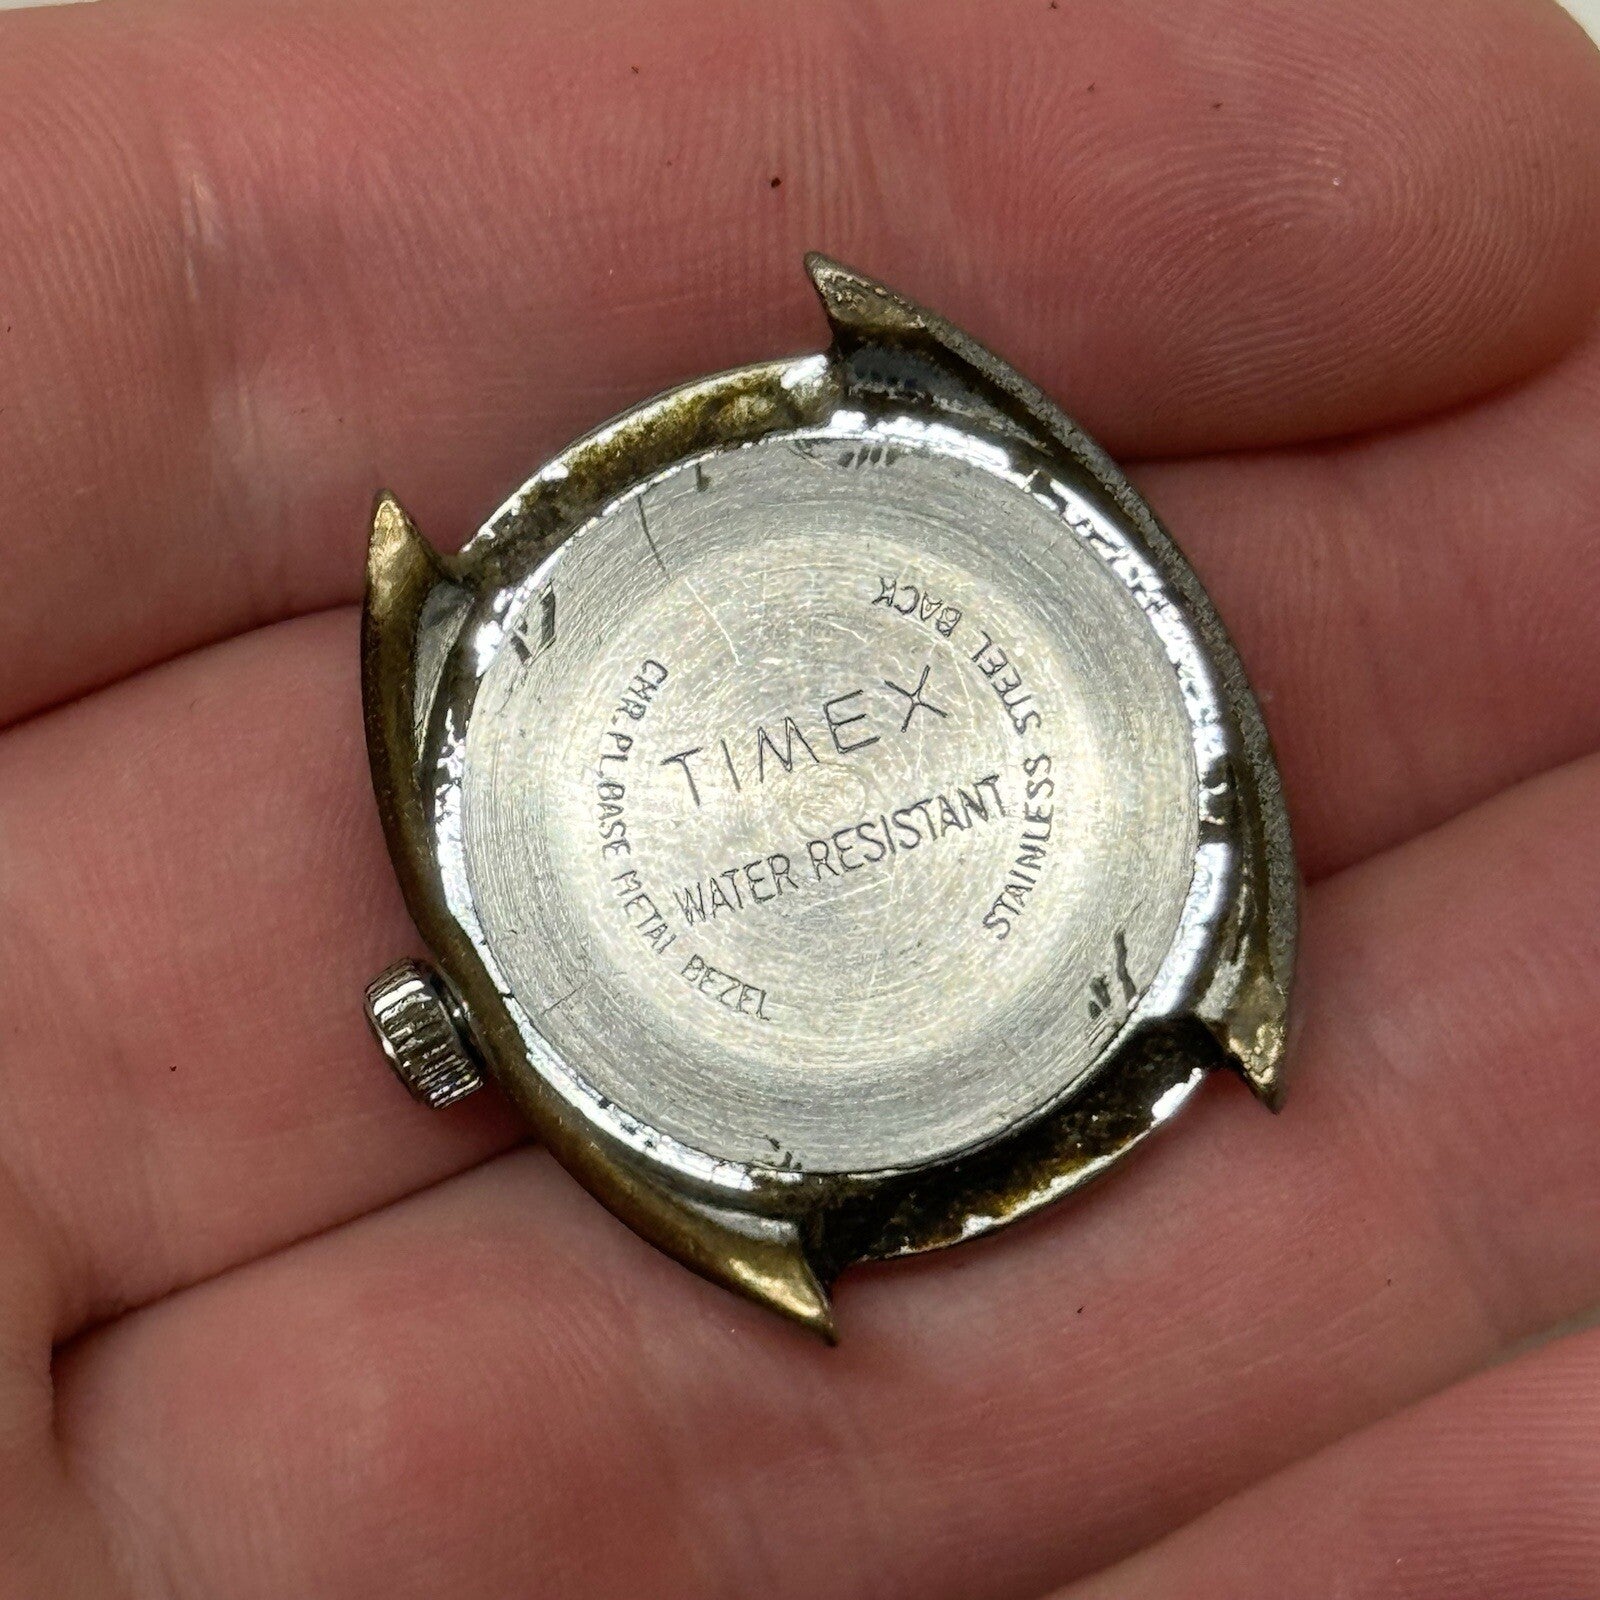 TIMEX
WATER RESISTANT
CHR. PL. BASE METAL BEZEL
STAINLESS STEEL BACK